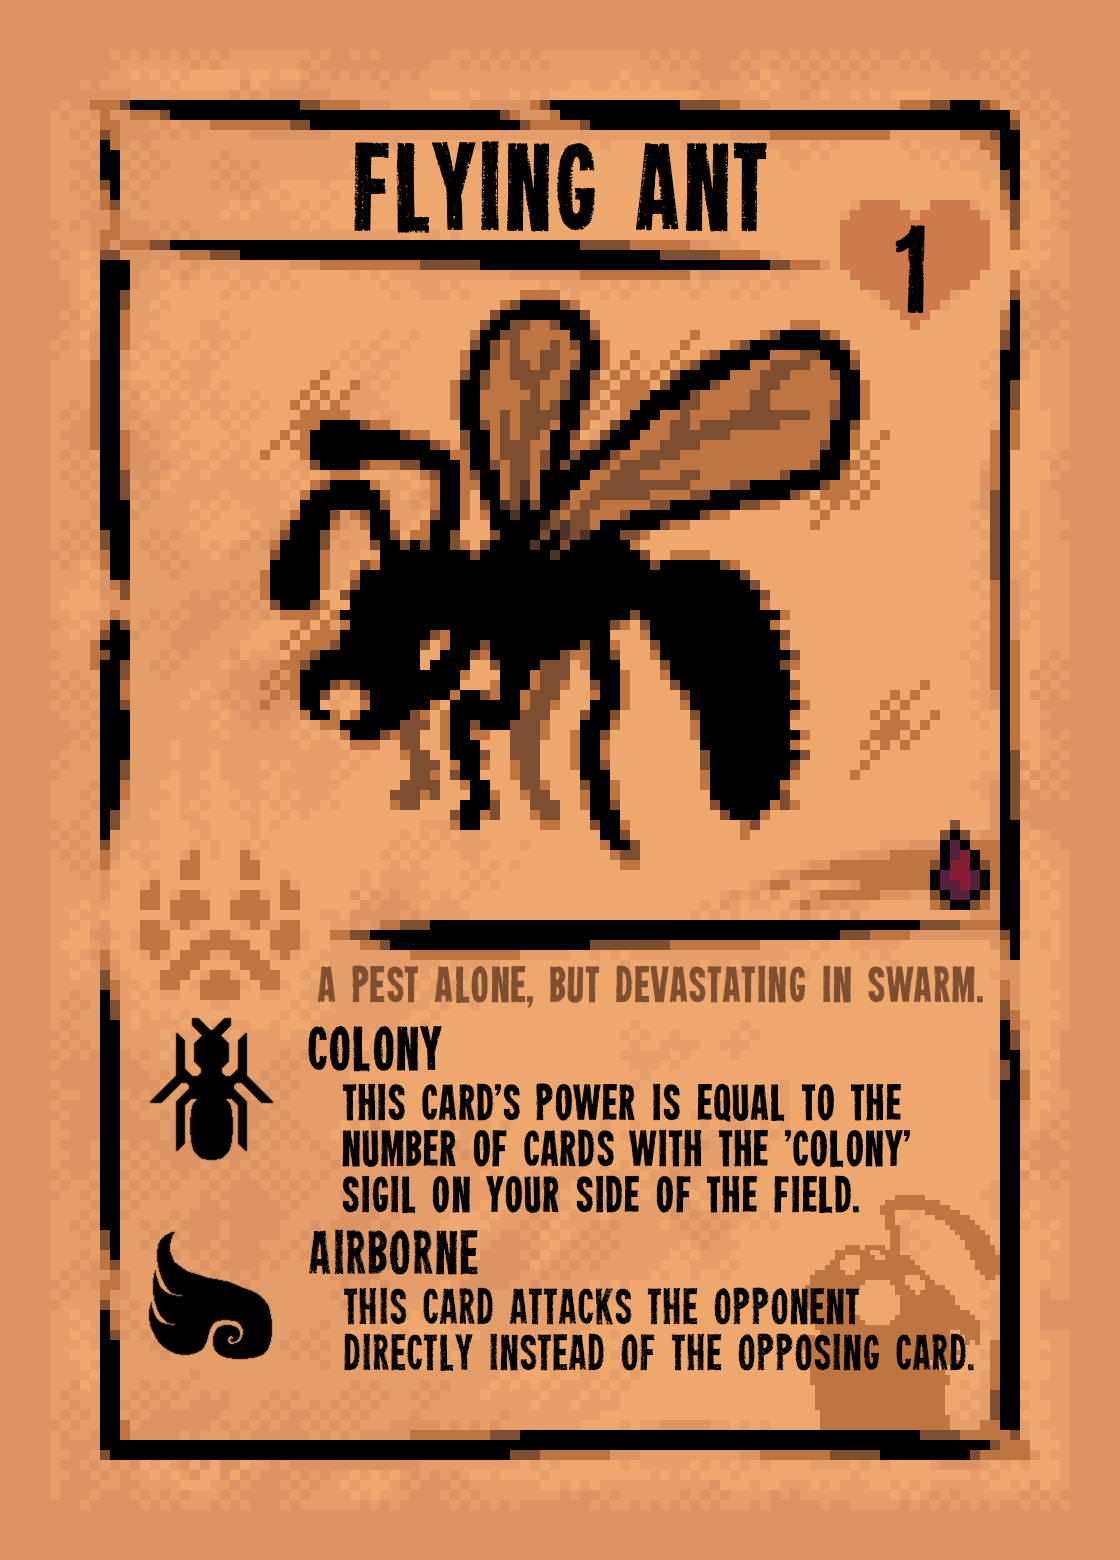 FLYING ANT
1
A PEST ALONE, BUT DEVASTATING IN SWARM.
COLONY
THIS CARD'S POWER IS EQUAL TO THE
NUMBER OF CARDS WITH THE 'COLONY'
SIGIL ON YOUR SIDE OF THE FIELD.
AIRBORNE
THIS CARD ATTACKS THE OPPONENT
DIRECTLY INSTEAD OF THE OPPOSING CARD.